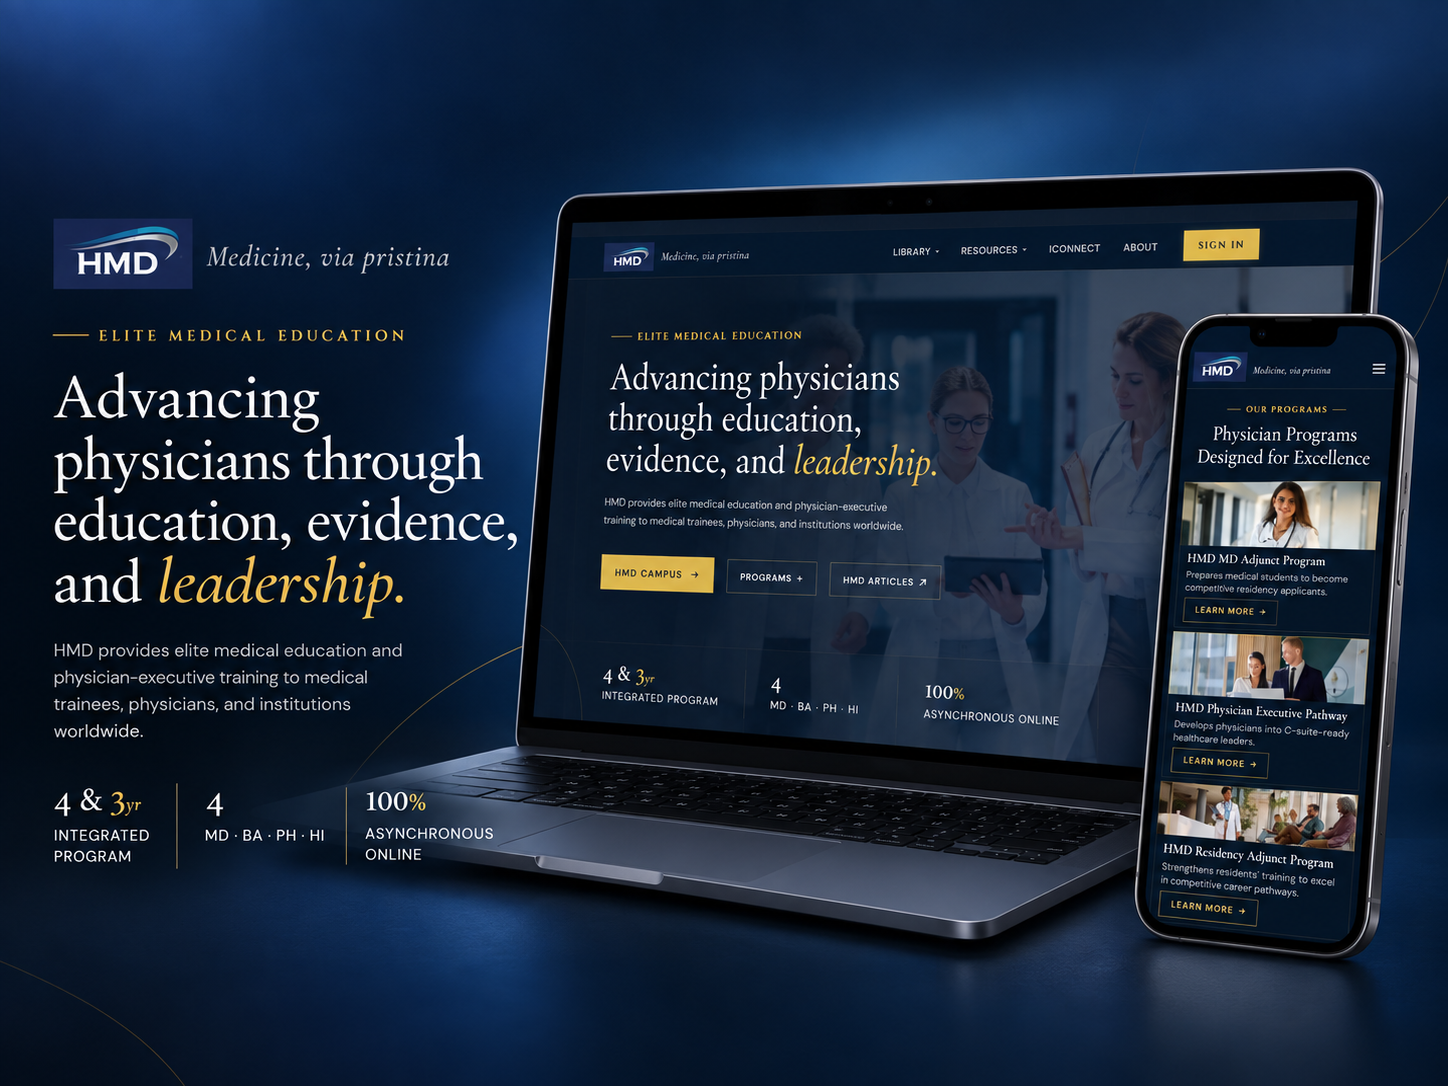 HMD
Medicine, via pristina
ELITE MEDICAL EDUCATION
Advancing
physicians through
education, evidence,
and leadership.
HMD provides elite medical education and
physician-executive training to medical
trainees, physicians, and institutions
worldwide.
4 & 3yr
INTEGRATED
PROGRAM
4
MD · BA · PH · HI
100%
ASYNCHRONOUS
ONLINE
HMD
Medicine, via pristina
LIBRARY
RESOURCES
ICONNECT
ABOUT
SIGN IN
ELITE MEDICAL EDUCATION
Advancing physicians
through education,
evidence, and leadership.
HMD provides elite medical education and physician-executive
training to medical trainees, physicians, and institutions worldwide.
HMD CAMPUS →
PROGRAMS +
HMD ARTICLES ↗
4 & 3yr
INTEGRATED PROGRAM
4
MD · BA · PH · HI
100%
ASYNCHRONOUS ONLINE
HMD
Medicine, via pristina
OUR PROGRAMS
Physician Programs
Designed for Excellence
HMD MD Adjunct Program
Prepares medical students to become
competitive residency applicants.
LEARN MORE →
HMD Physician Executive Pathway
Develops physicians into C-suite-ready
healthcare leaders.
LEARN MORE →
HMD Residency Adjunct Program
Strengthens residents' training to excel
in competitive career pathways.
LEARN MORE →